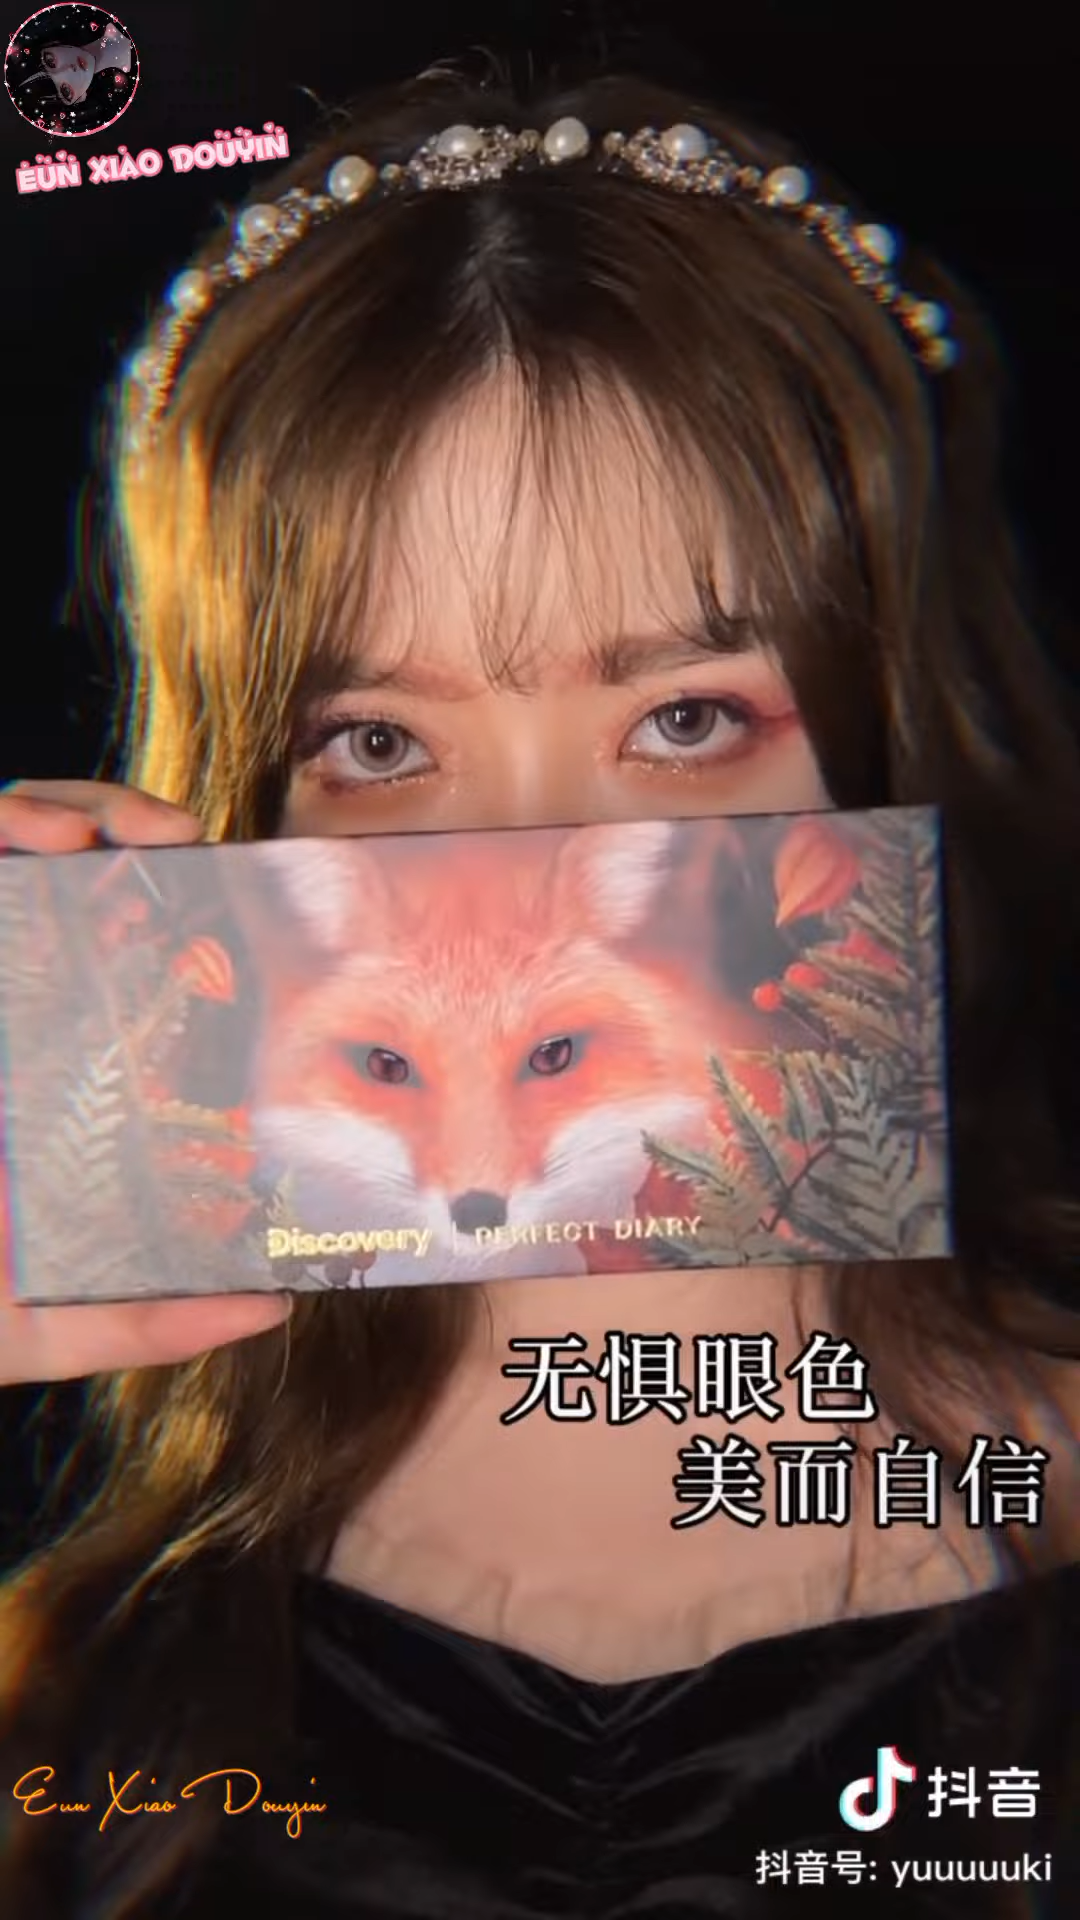 EUN XIAO DOUYIN
Discovery | PERFECT DIARY
无惧眼色
美而自信
Eun Xiao Douyin
抖音
抖音号: yuuuuuki